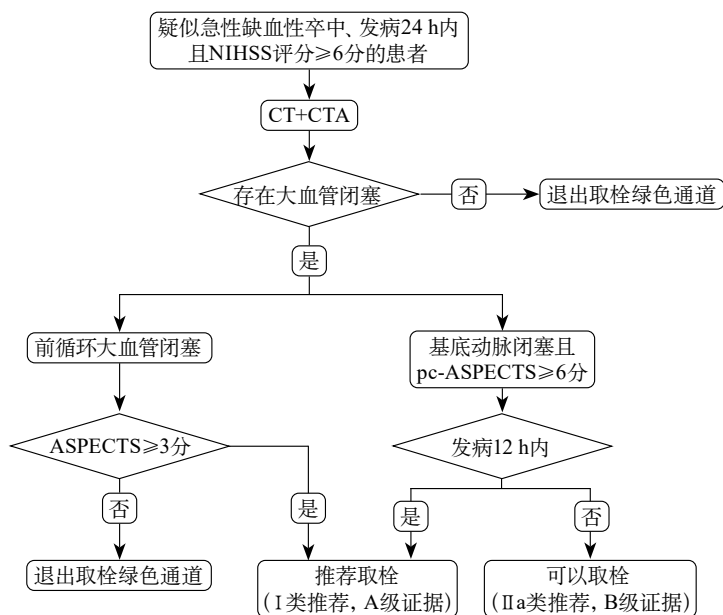 疑似急性缺血性卒中、发病24 h内
且NIHSS评分≥6分的患者
CT+CTA
存在大血管闭塞
否
退出取栓绿色通道
是
前循环大血管闭塞
基底动脉闭塞且
pc-ASPECTS≥6分
ASPECTS≥3分
发病12 h内
否
是
是
否
退出取栓绿色通道
推荐取栓
(Ⅰ类推荐, A级证据)
可以取栓
(Ⅱa类推荐, B级证据)